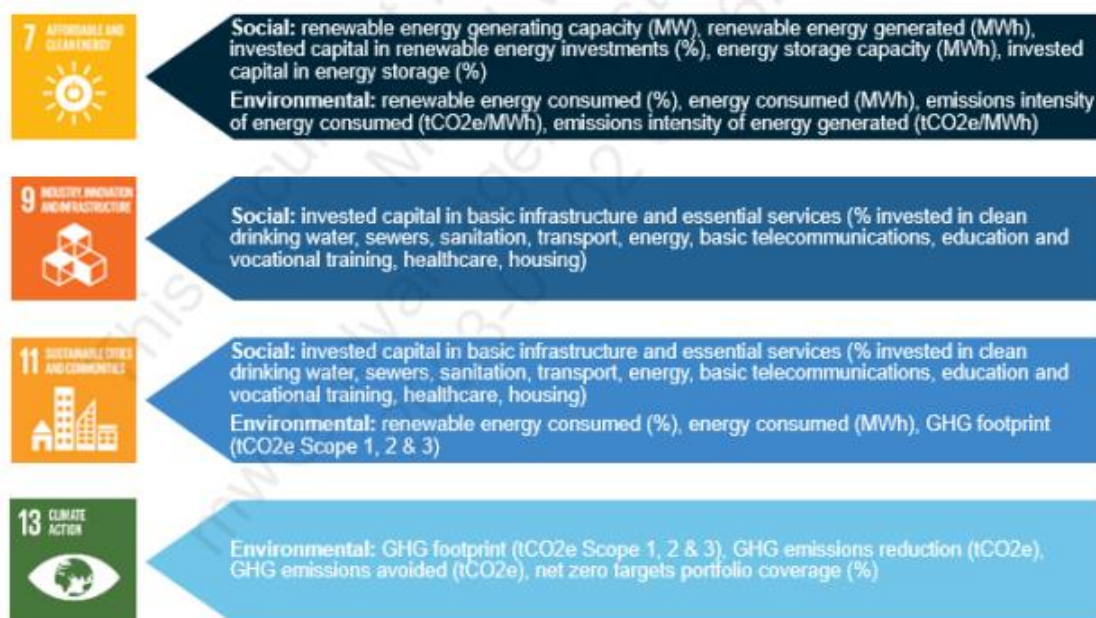 7 AFFORDABLE AND
CLEAN ENERGY
Social: renewable energy generating capacity (MW), renewable energy generated (MWh),
invested capital in renewable energy investments (%), energy storage capacity (MWh), invested
capital in energy storage (%)
Environmental: renewable energy consumed (%), energy consumed (MWh), emissions intensity
of energy consumed (tCO2e/MWh), emissions intensity of energy generated (tCO2e/MWh)
9 INDUSTRY, INNOVATION
AND INFRASTRUCTURE
Social: invested capital in basic infrastructure and essential services (% invested in clean
drinking water, sewers, sanitation, transport, energy, basic telecommunications, education and
vocational training, healthcare, housing)
11 SUSTAINABLE CITIES
AND COMMUNITIES
Social: invested capital in basic infrastructure and essential services (% invested in clean
drinking water, sewers, sanitation, transport, energy, basic telecommunications, education and
vocational training, healthcare, housing)
Environmental: renewable energy consumed (%), energy consumed (MWh), GHG footprint
(tCO2e Scope 1, 2 & 3)
13 CLIMATE
ACTION
Environmental: GHG footprint (tCO2e Scope 1, 2 & 3), GHG emissions reduction (tCO2e),
GHG emissions avoided (tCO2e), net zero targets portfolio coverage (%)
This document